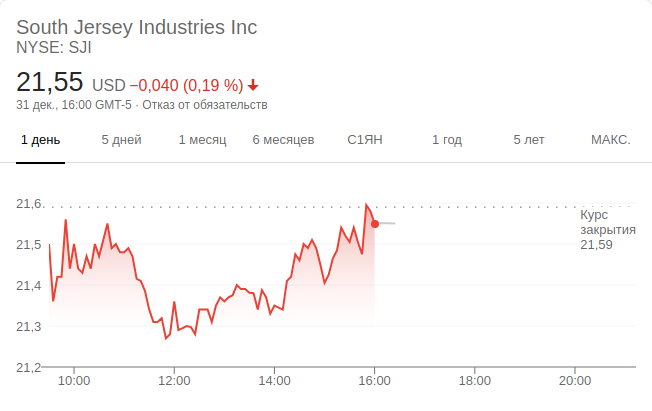 South Jersey Industries Inc
NYSE: SJI
21,55 USD −0,040 (0,19 %)
31 дек., 16:00 GMT-5 · Отказ от обязательств
1 день 5 дней 1 месяц 6 месяцев С1ЯН 1 год 5 лет МАКС.
21,6
Курс
закрытия
21,59
21,5
21,4
21,3
21,2
10:00 12:00 14:00 16:00 18:00 20:00